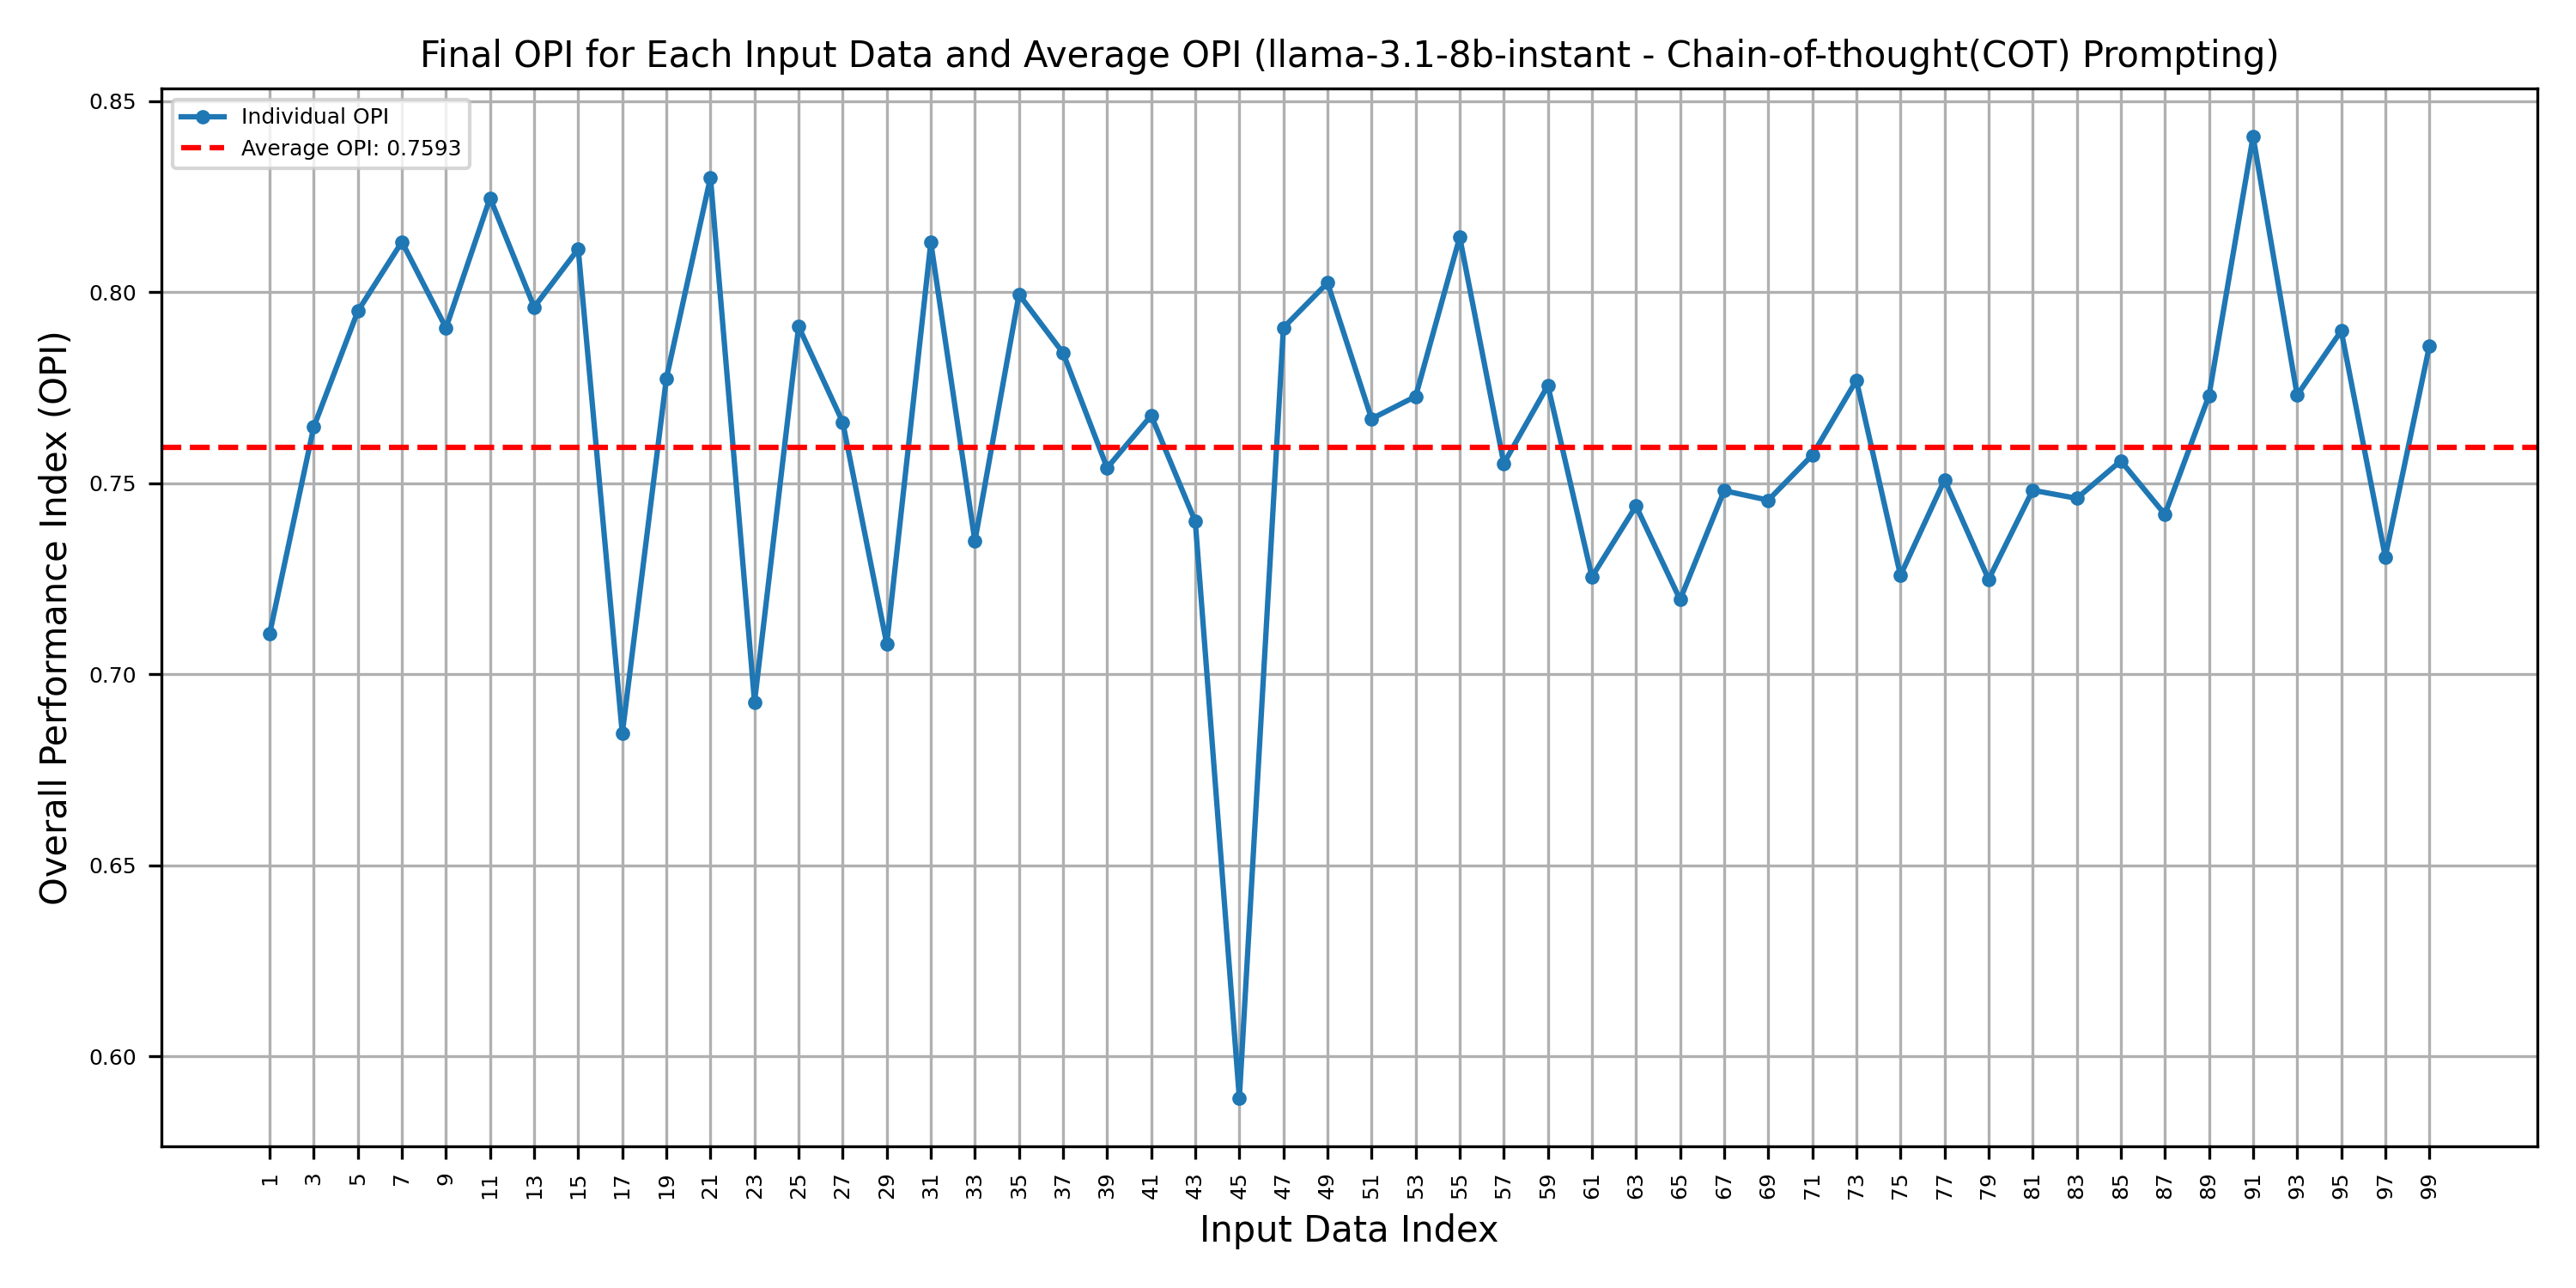 Final OPI for Each Input Data and Average OPI (llama-3.1-8b-instant - Chain-of-thought(COT) Prompting)
Individual OPI
Average OPI: 0.7593
Overall Performance Index (OPI)
0.85
0.80
0.75
0.70
0.65
0.60
1 3 5 7 9 11 13 15 17 19 21 23 25 27 29 31 33 35 37 39 41 43 45 47 49 51 53 55 57 59 61 63 65 67 69 71 73 75 77 79 81 83 85 87 89 91 93 95 97 99
Input Data Index